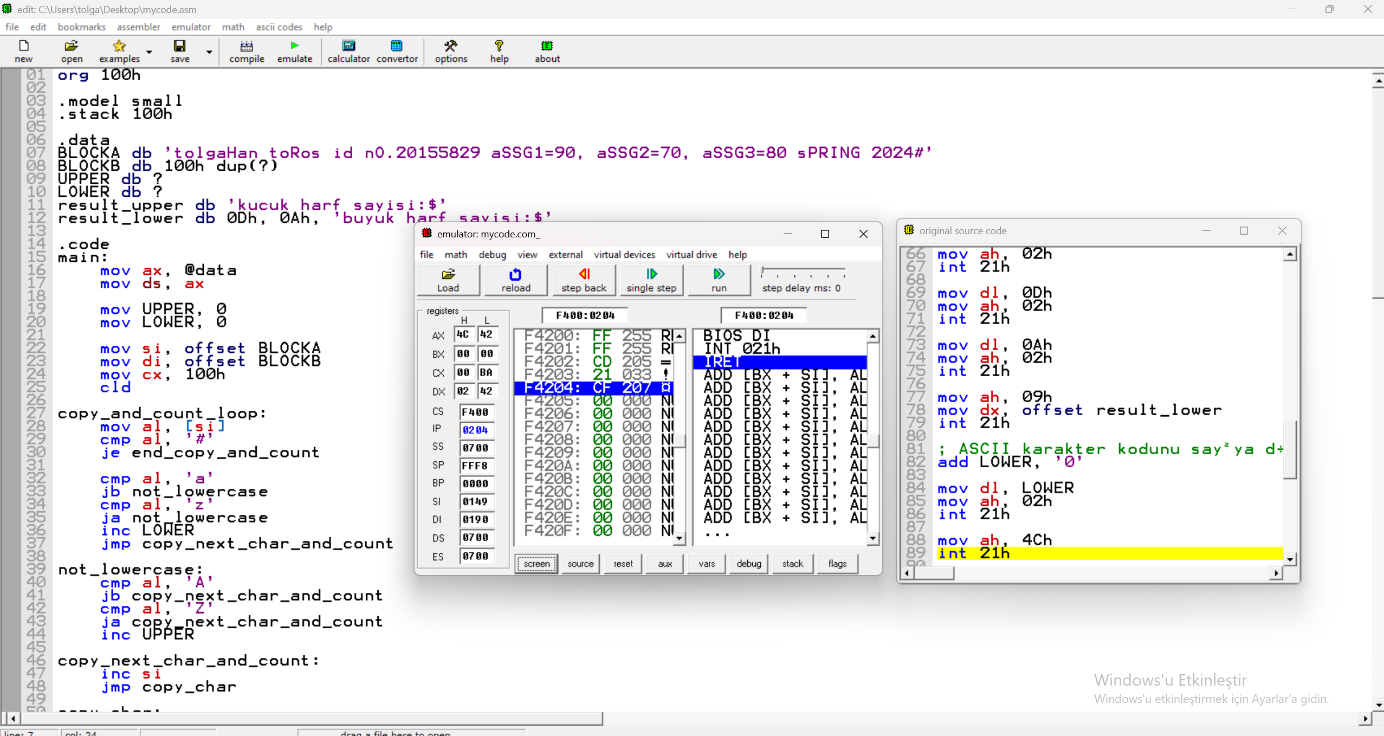 edit: C:\Users\tolga\Desktop\mycode.asm
file edit bookmarks assembler emulator math ascii codes help
new open examples save compile emulate calculator convertor options help about
01 org 100h
02
03 .model small
04 .stack 100h
05
06 .data
07 BLOCKA db 'tolgaHan toRos id n0.20155829 aSSG1=90, aSSG2=70, aSSG3=80 sPRING 2024#'
08 BLOCKB db 100h dup(?)
09 UPPER db ?
10 LOWER db ?
11 result_upper db 'kucuk harf sayisi:$'
12 result_lower db 0Dh, 0Ah, 'buyuk harf sayisi:$'
13
14 .code
15 main:
16 mov ax, @data
17 mov ds, ax
18
19 mov UPPER, 0
20 mov LOWER, 0
21
22 mov si, offset BLOCKA
23 mov di, offset BLOCKB
24 mov cx, 100h
25 cld
26
27 copy_and_count_loop:
28 mov al, [si]
29 cmp al, '#'
30 je end_copy_and_count
31
32 cmp al, 'a'
33 jb not_lowercase
34 cmp al, 'z'
35 ja not_lowercase
36 inc LOWER
37 jmp copy_next_char_and_count
38
39 not_lowercase:
40 cmp al, 'A'
41 jb copy_next_char_and_count
42 cmp al, 'Z'
43 ja copy_next_char_and_count
44 inc UPPER
45
46 copy_next_char_and_count:
47 inc si
48 jmp copy_char
49
50 copy_char:
line: 7 col: 24 drag a file here to open
emulator: mycode.com_
file math debug view external virtual devices virtual drive help
Load reload step back single step run step delay ms: 0
registers
H L
AX 4C 42
BX 00 00
CX 00 BA
DX 02 42
CS F400
IP 0204
SS 0700
SP FFF8
BP 0000
SI 0149
DI 0190
DS 0700
ES 0700
F400:0204 F400:0204
F4200: FF 255
F4201: FF 255
F4202: CD 205 =
F4203: 21 033 !
F4204: CF 207
F4205: 00 000
F4206: 00 000
F4207: 00 000
F4208: 00 000
F4209: 00 000
F420A: 00 000
F420B: 00 000
F420C: 00 000
F420D: 00 000
F420E: 00 000
F420F: 00 000
BIOS DI
INT 021h
IRET
ADD [BX + SI], AL
ADD [BX + SI], AL
ADD [BX + SI], AL
ADD [BX + SI], AL
ADD [BX + SI], AL
ADD [BX + SI], AL
ADD [BX + SI], AL
ADD [BX + SI], AL
ADD [BX + SI], AL
ADD [BX + SI], AL
ADD [BX + SI], AL
ADD [BX + SI], AL
...
screen source reset aux vars debug stack flags
original source code
66 mov ah, 02h
67 int 21h
68
69 mov dl, 0Dh
70 mov ah, 02h
71 int 21h
72
73 mov dl, 0Ah
74 mov ah, 02h
75 int 21h
76
77 mov ah, 09h
78 mov dx, offset result_lower
79 int 21h
80
81 ; ASCII karakter kodunu say²ya d÷
82 add LOWER, '0'
83
84 mov dl, LOWER
85 mov ah, 02h
86 int 21h
87
88 mov ah, 4Ch
89 int 21h
90
Windows'u Etkinleştir
Windows'u etkinleştirmek için Ayarlar'a gidin.